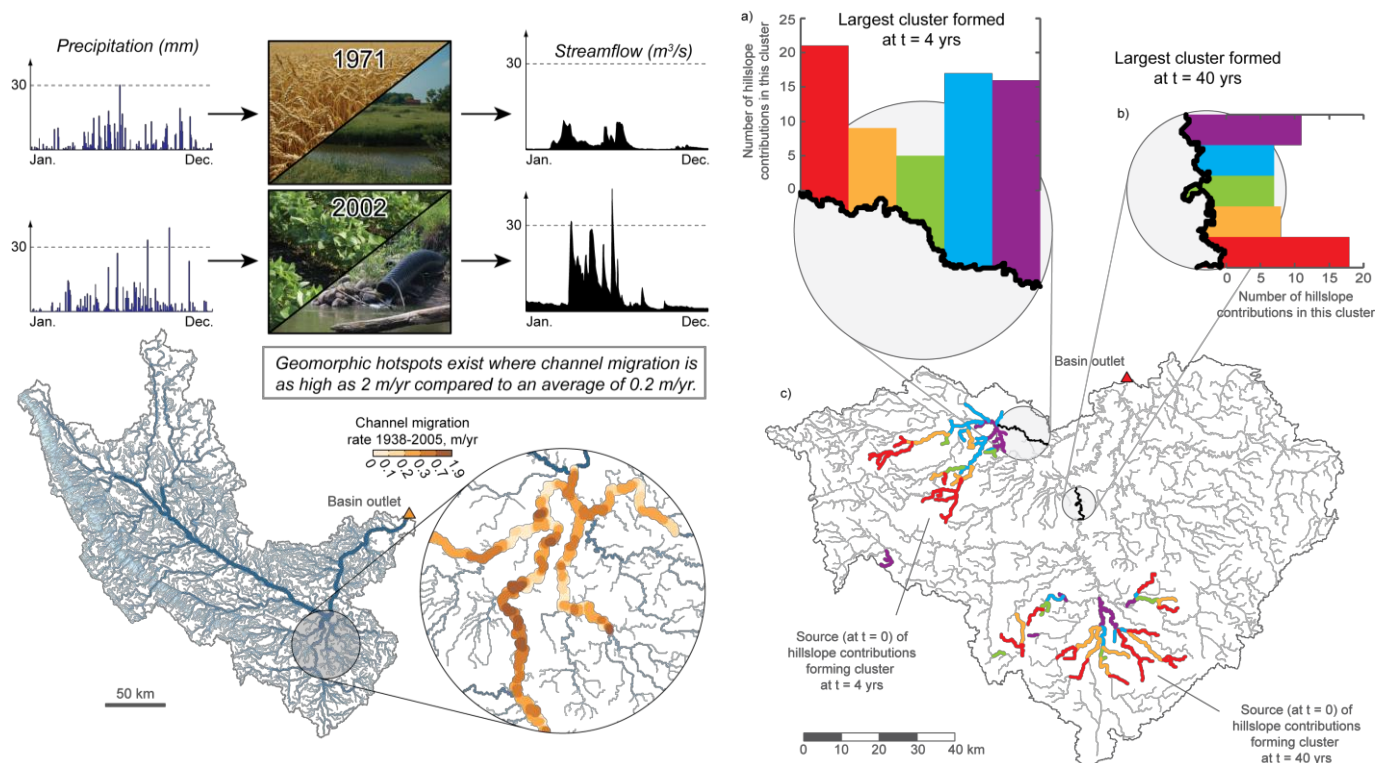 Precipitation (mm)
30
Jan.
Dec.
1971
Streamflow (m³/s)
30
Jan.
Dec.
30
Jan.
Dec.
2002
30
Jan.
Dec.
Geomorphic hotspots exist where channel migration is
as high as 2 m/yr compared to an average of 0.2 m/yr.
Channel migration
rate 1938-2005, m/yr
0
0.1
0.2
0.3
0.7
1.9
Basin outlet
50 km
a)
Largest cluster formed
at t = 4 yrs
Number of hillslope
contributions in this cluster
25
20
15
10
5
0
Largest cluster formed
at t = 40 yrs
b)
0
5
10
15
20
Number of hillslope
contributions in this cluster
Basin outlet
c)
Source (at t = 0) of
hillslope contributions
forming cluster
at t = 4 yrs
Source (at t = 0) of
hillslope contributions
forming cluster
at t = 40 yrs
0
10
20
30
40 km